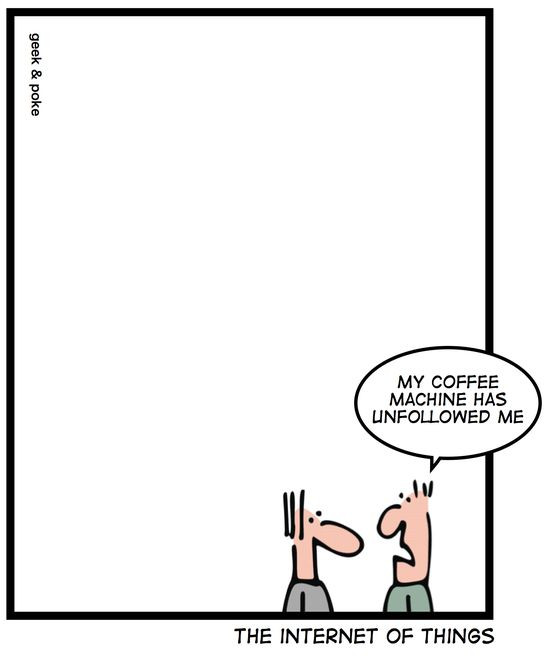 geek & poke
MY COFFEE
MACHINE HAS
UNFOLLOWED ME
THE INTERNET OF THINGS